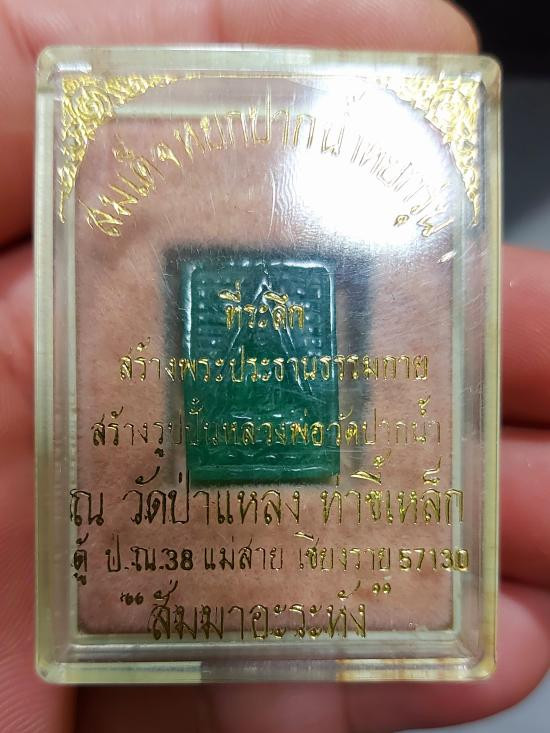 สมเด็จหยกปากน้ำหยกรุ้ง
ที่ระลึก
สร้างพระประธานธรรมกาย
สร้างรูปปั้นหลวงพ่อวัดปากน้ำ
ณ วัดป่าแหลง ท่าขี้เหล็ก
ตู้ ป.ณ.38 แม่สาย เชียงราย 57130
"สัมมาอะระหัง"